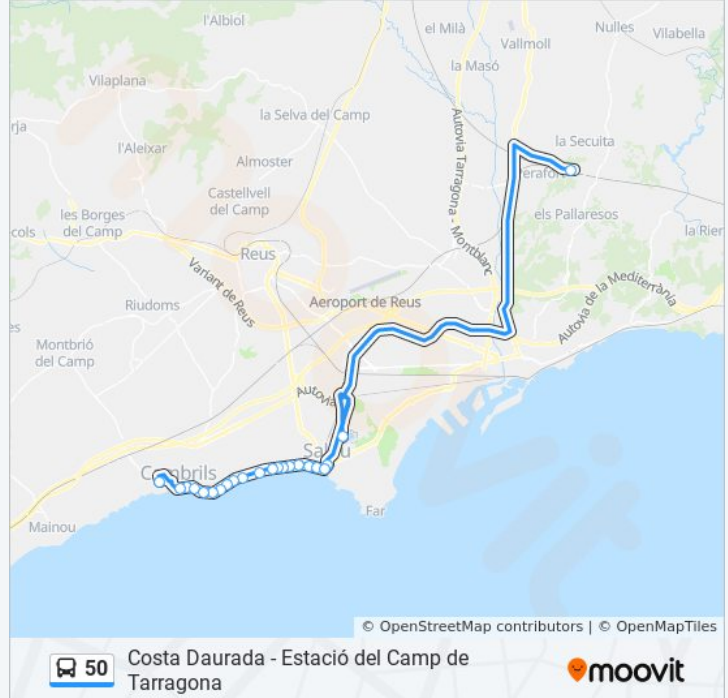 l'Albiol
el Milà
Nulles
Vilabella
Vallmoll
la Masó
Vilaplana
la Selva del Camp
la Secuita
l'Aleixar
Almoster
Autovia Tarragona - Montblanc
Castellvell
del Camp
les Borges
del Camp
els Pallaresos
la Rier
cols
Reus
Variant de Reus
Aeroport de Reus
Autovia de la Mediterrània
Riudoms
Montbrió
del Camp
Autovia
Cambrils
Far
Mainou
© OpenStreetMap contributors | © OpenMapTiles
50
Costa Daurada - Estació del Camp de
Tarragona
moovit